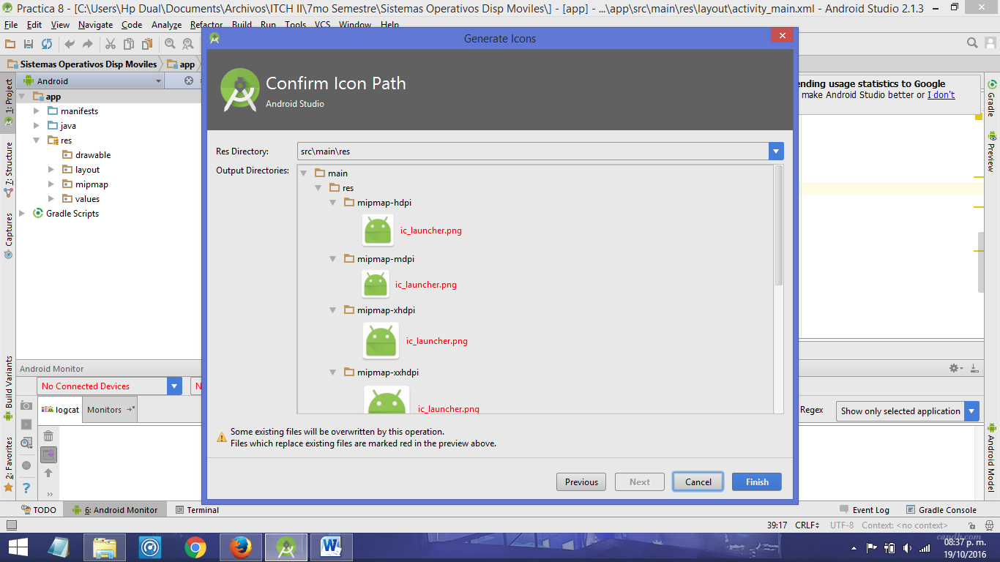 Practica 8 - [C:\Users\Hp Dual\Documents\Archivos\ITCH II\7mo Semestre\Sistemas Operativos Disp Moviles\] - [app] - ...\app\src\main\res\layout\activity_main.xml - Android Studio 2.1.3
File Edit View Navigate Code Analyze Refactor Build Run Tools VCS Window Help
Generate Icons
Sistemas Operativos Disp Moviles app
Android
1: Project
7: Structure
Captures
Build Variants
2: Favorites
app
manifests
java
res
drawable
layout
mipmap
values
Gradle Scripts
Confirm Icon Path
Android Studio
ending usage statistics to Google
make Android Studio better or I don't
Gradle
Preview
Android Model
Res Directory: src\main\res
Output Directories:
main
res
mipmap-hdpi
ic_launcher.png
mipmap-mdpi
ic_launcher.png
mipmap-xhdpi
ic_launcher.png
mipmap-xxhdpi
ic_launcher.png
Some existing files will be overwritten by this operation.
Files which replace existing files are marked red in the preview above.
Previous Next Cancel Finish
Android Monitor
No Connected Devices N
logcat Monitors
Regex Show only selected application
TODO 6: Android Monitor Terminal Event Log Gradle Console
39:17 CRLF UTF-8 Context: <no context>
08:37 p. m.
19/10/2016